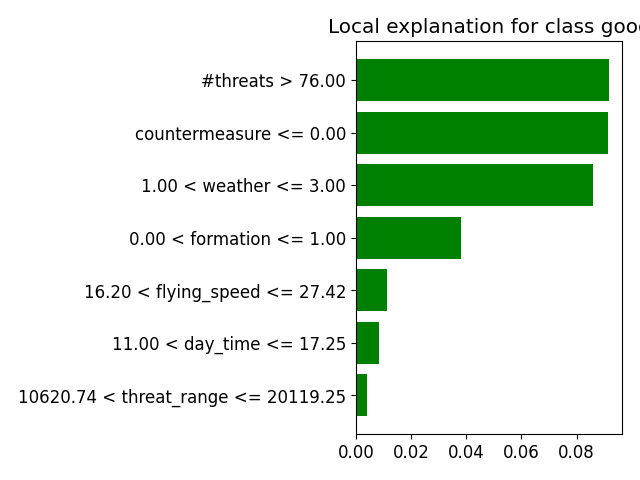 Local explanation for class goo
#threats > 76.00
countermeasure <= 0.00
1.00 < weather <= 3.00
0.00 < formation <= 1.00
16.20 < flying_speed <= 27.42
11.00 < day_time <= 17.25
10620.74 < threat_range <= 20119.25
0.00 0.02 0.04 0.06 0.08